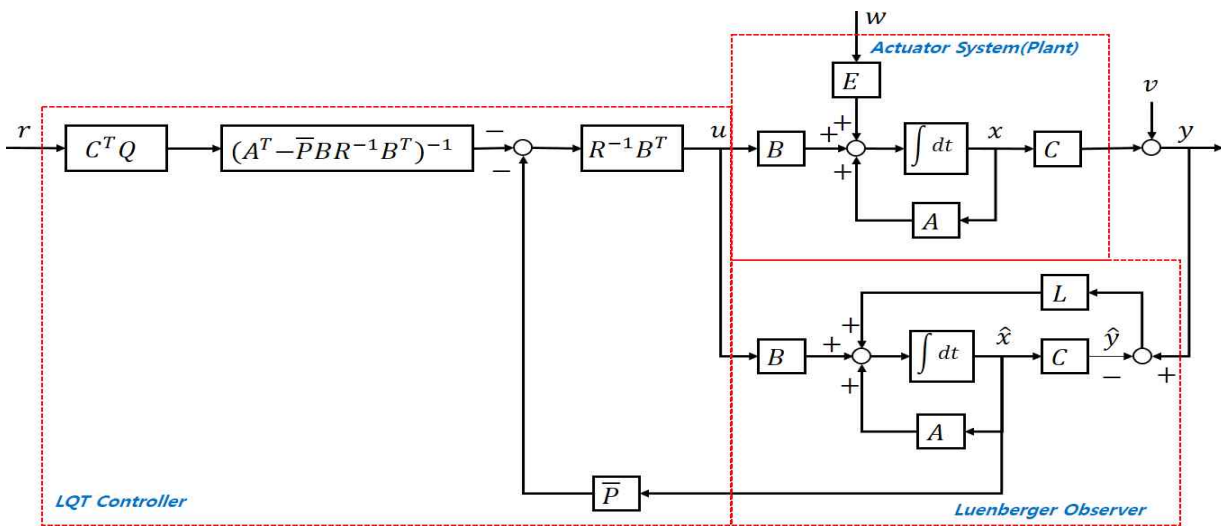 w
Actuator System(Plant)
E
v
r
C^T Q
(A^T − P̅BR^{-1}B^T)^{-1}
−
−
R^{-1}B^T
u
B
+
+
+
∫ dt
x
C
y
A
L
+
B
+
+
∫ dt
x̂
C
ŷ
−
+
A
P̅
LQT Controller
Luenberger Observer